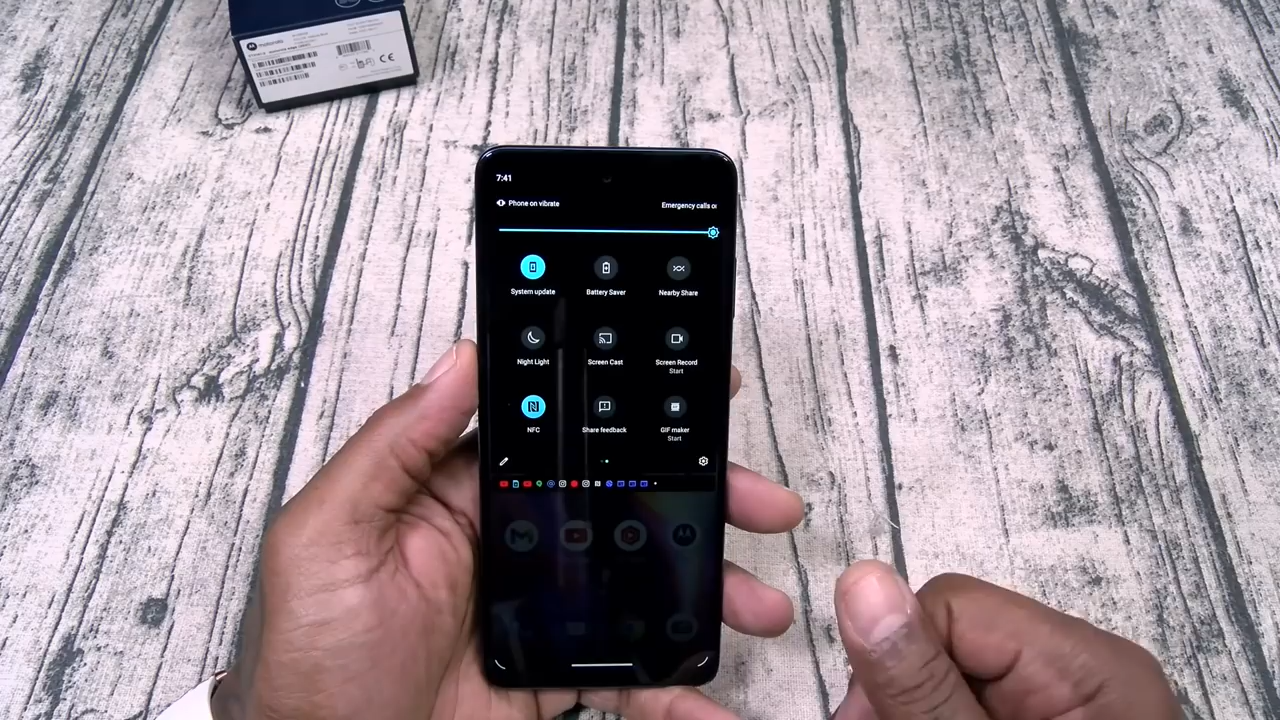 motorola
7:41
Phone on vibrate
Emergency calls o
System update
Battery Saver
Nearby Share
Night Light
Screen Cast
Screen Record
Start
NFC
Share feedback
GIF maker
Start